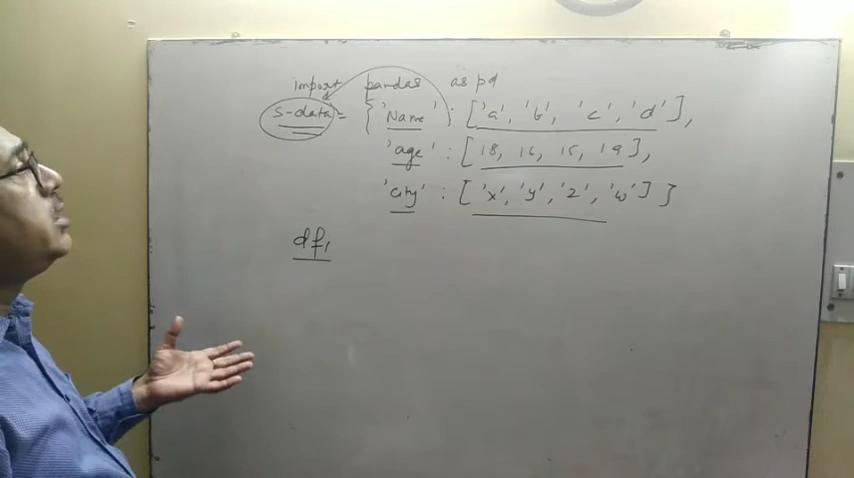 import pandas as pd
s-data = { 'Name' : ['a', 'b', 'c', 'd'],
'age' : [18, 16, 15, 19],
'city' : ['x', 'y', 'z', 'w'] }
df1